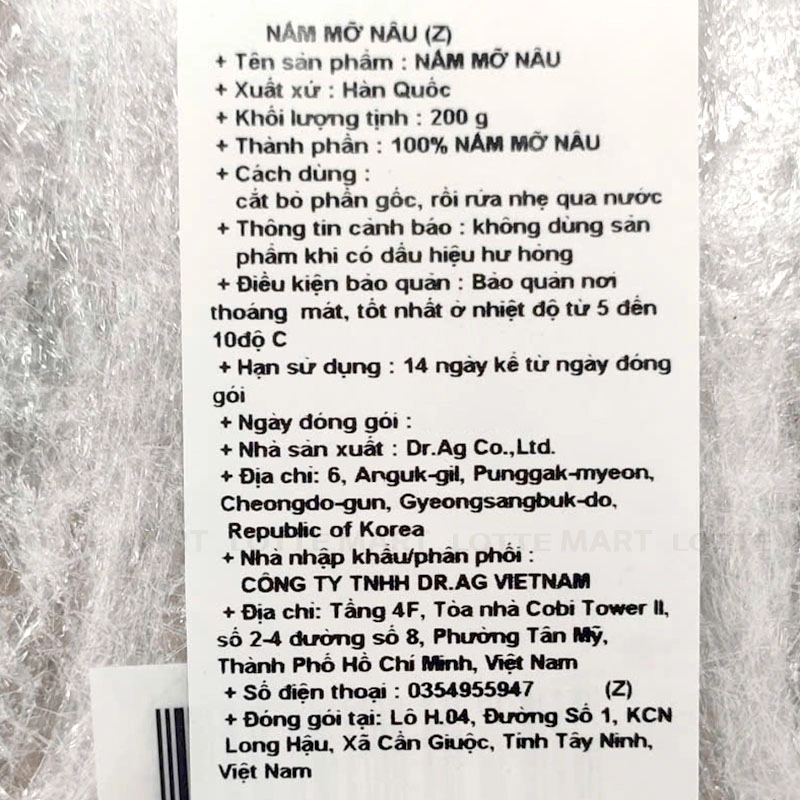 NẤM MỠ NÂU (Z)
+ Tên sản phẩm : NẤM MỠ NÂU
+ Xuất xứ : Hàn Quốc
+ Khối lượng tịnh : 200 g
+ Thành phần : 100% NẤM MỠ NÂU
+ Cách dùng :
cắt bỏ phần gốc, rồi rửa nhẹ qua nước
+ Thông tin cảnh báo : không dùng sản
phẩm khi có dấu hiệu hư hỏng
+ Điều kiện bảo quản : Bảo quản nơi
thoáng mát, tốt nhất ở nhiệt độ từ 5 đến
10độ C
+ Hạn sử dụng : 14 ngày kể từ ngày đóng
gói
+ Ngày đóng gói :
+ Nhà sản xuất : Dr.Ag Co.,Ltd.
+ Địa chỉ: 6, Anguk-gil, Punggak-myeon,
Cheongdo-gun, Gyeongsangbuk-do,
Republic of Korea
LOTTE MART LOTTE MART
+ Nhà nhập khẩu/phân phối :
CÔNG TY TNHH DR.AG VIETNAM
+ Địa chỉ: Tầng 4F, Tòa nhà Cobi Tower II,
số 2-4 đường số 8, Phường Tân Mỹ,
Thành Phố Hồ Chí Minh, Việt Nam
+ Số điện thoại : 0354955947 (Z)
+ Đóng gói tại: Lô H.04, Đường Số 1, KCN
Long Hậu, Xã Cần Giuộc, Tỉnh Tây Ninh,
Việt Nam